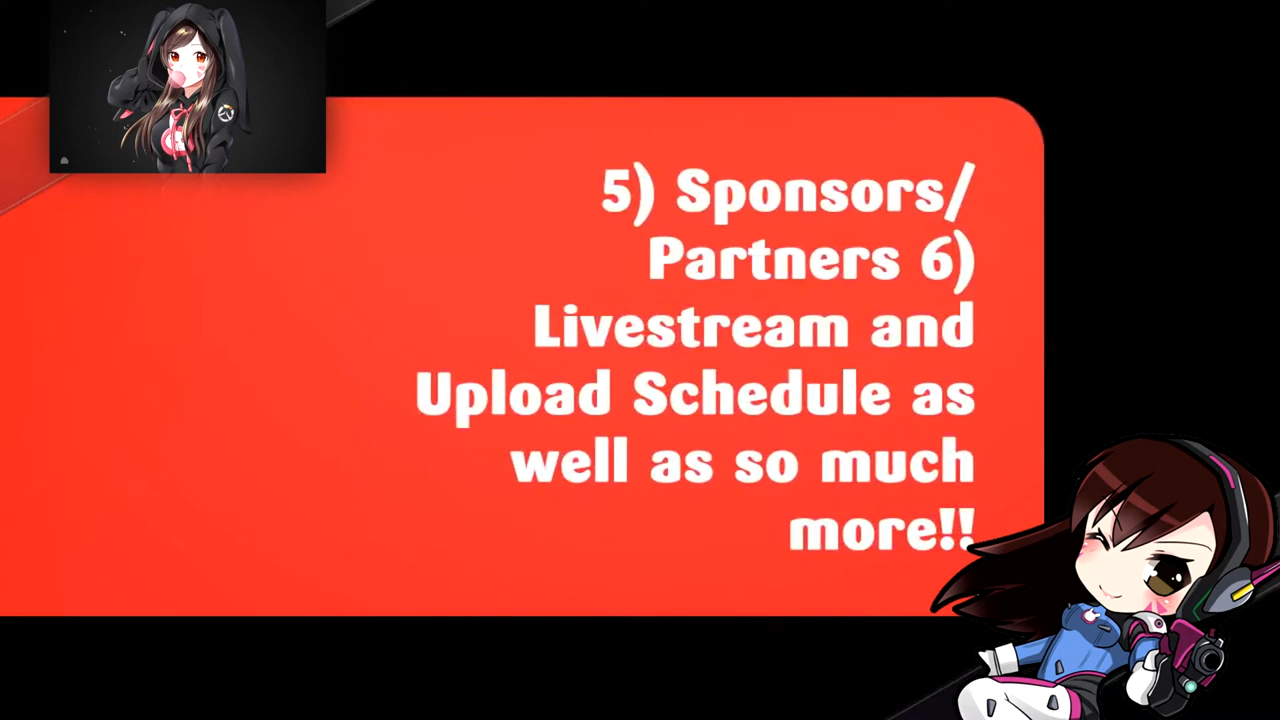 5) Sponsors/
Partners 6)
Livestream and
Upload Schedule as
well as so much
more!!